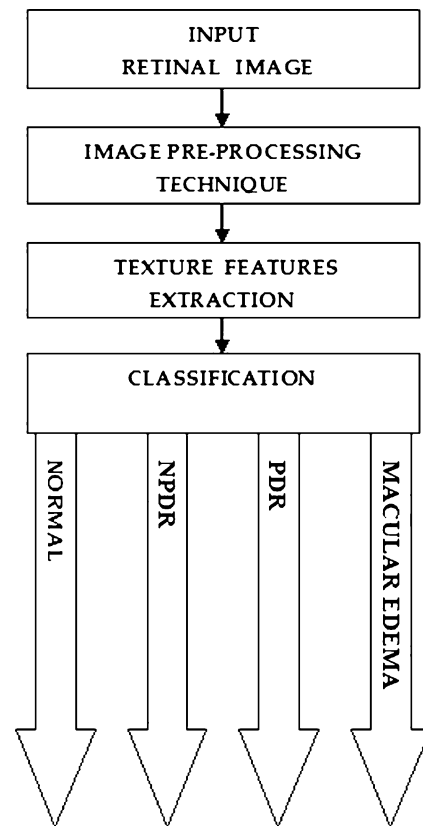 INPUT
RETINAL IMAGE
IMAGE PRE-PROCESSING
TECHNIQUE
TEXTURE FEATURES
EXTRACTION
CLASSIFICATION
NORMAL
NPDR
PDR
MACULAR EDEMA